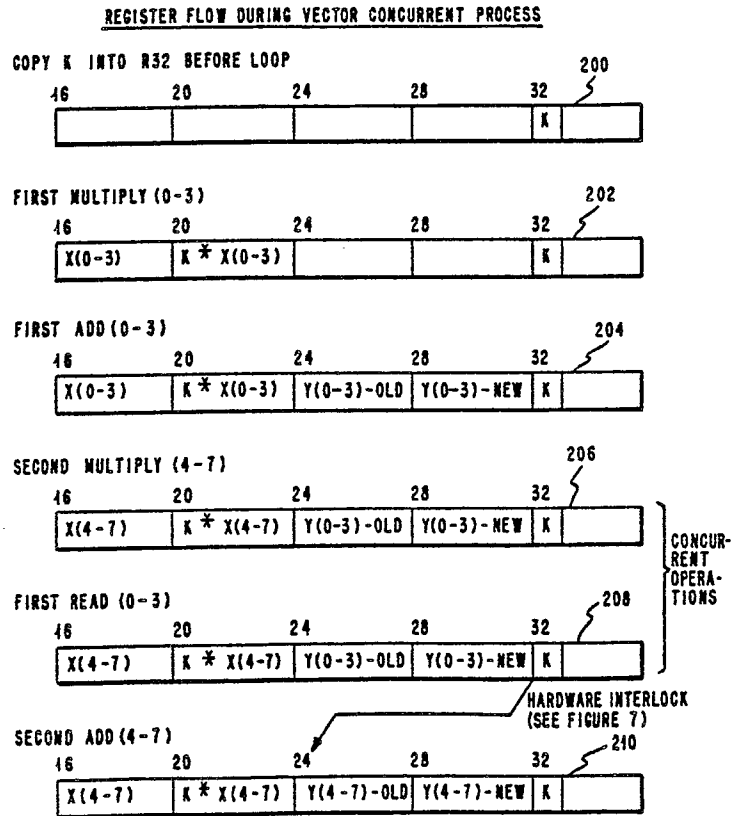 REGISTER FLOW DURING VECTOR CONCURRENT PROCESS
COPY K INTO R32 BEFORE LOOP
200
16 20 24 28 32
K
FIRST MULTIPLY (0-3)
202
16 20 24 28 32
X(0-3) K * X(0-3) K
FIRST ADD (0-3)
204
16 20 24 28 32
X(0-3) K * X(0-3) Y(0-3)-OLD Y(0-3)-NEW K
SECOND MULTIPLY (4-7)
206
16 20 24 28 32
X(4-7) K * X(4-7) Y(0-3)-OLD Y(0-3)-NEW K
CONCUR-
RENT
OPERA-
TIONS
FIRST READ (0-3)
208
16 20 24 28 32
X(4-7) K * X(4-7) Y(0-3)-OLD Y(0-3)-NEW K
HARDWARE INTERLOCK
(SEE FIGURE 7)
SECOND ADD (4-7)
210
16 20 24 28 32
X(4-7) K * X(4-7) Y(4-7)-OLD Y(4-7)-NEW K